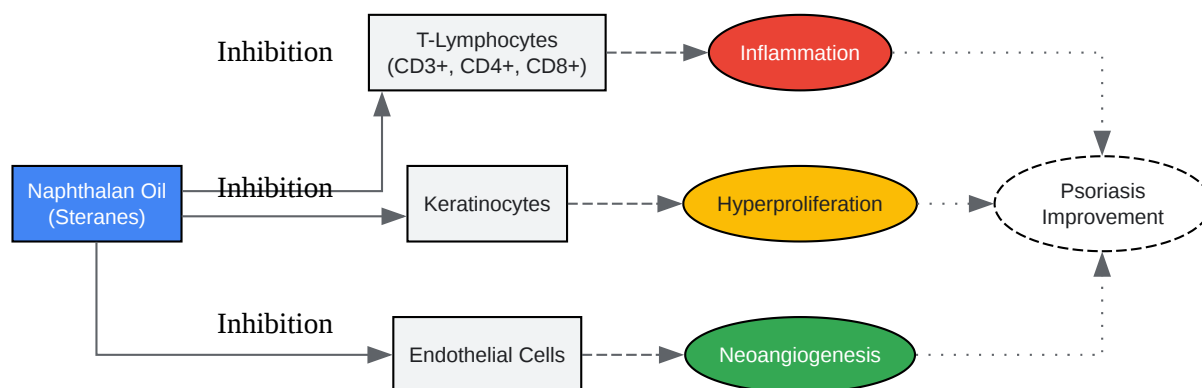 Inhibition
T-Lymphocytes
(CD3+, CD4+, CD8+)
Inflammation
Naphthalan Oil
(Steranes)
Inhibition
Keratinocytes
Hyperproliferation
Psoriasis
Improvement
Inhibition
Endothelial Cells
Neoangiogenesis